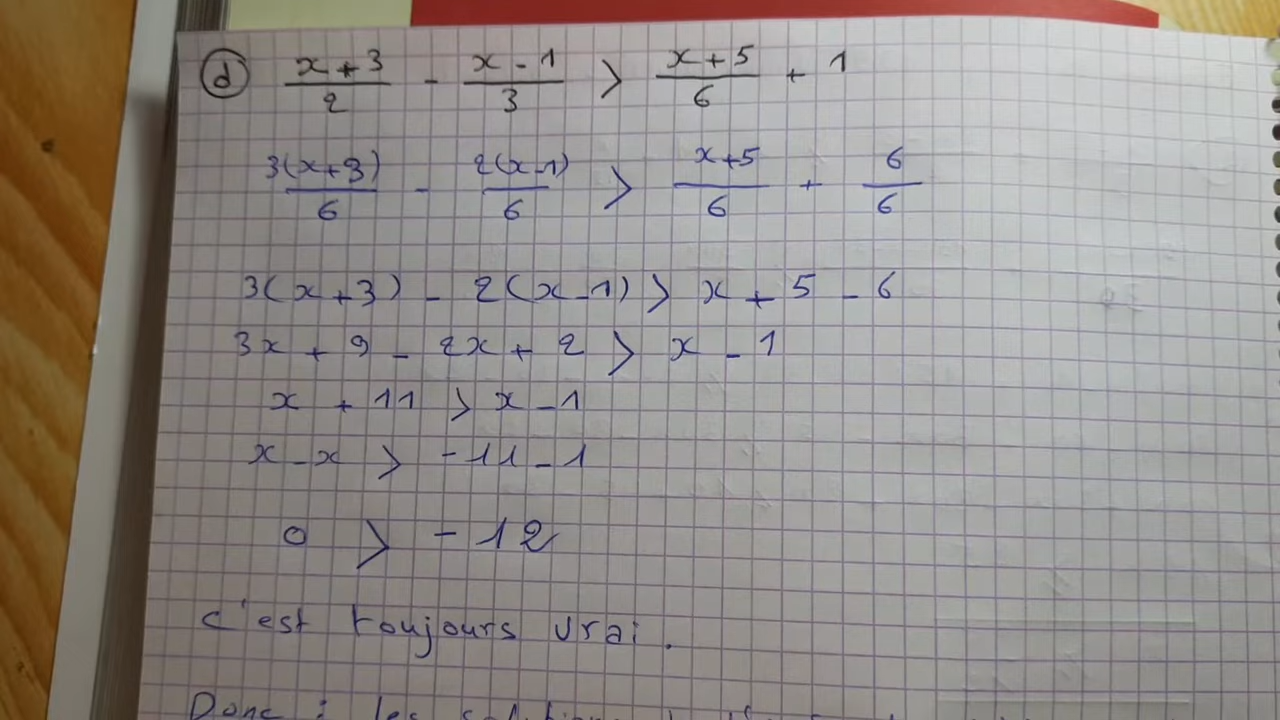 d) (x + 3)/2 - (x - 1)/3 > (x + 5)/6 + 1
3(x+3)/6 - 2(x-1)/6 > (x+5)/6 + 6/6
3(x+3) - 2(x-1) > x + 5 - 6
3x + 9 - 2x + 2 > x - 1
x + 11 > x - 1
x - x > -11 - 1
0 > -12
c'est toujours vrai.
Donc : les